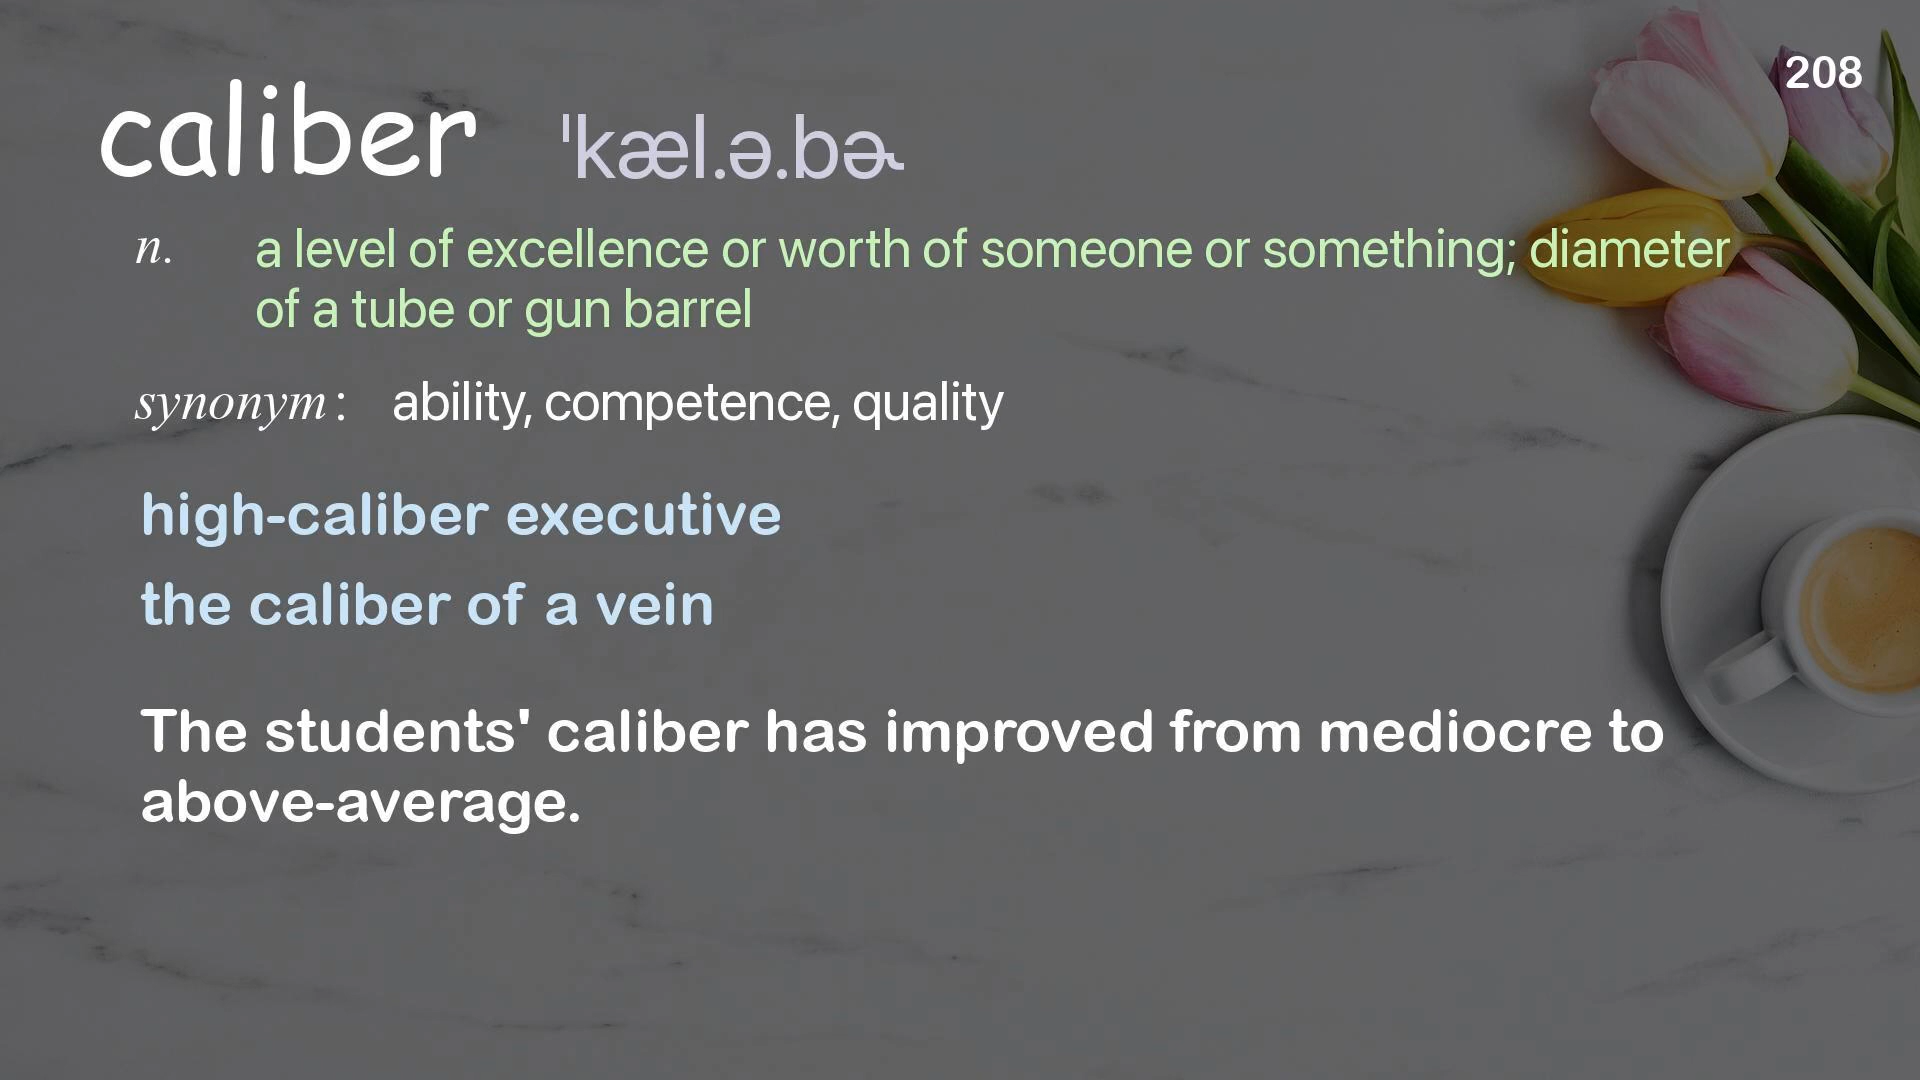 208
caliber ˈkæl.ə.bɚ
n. a level of excellence or worth of someone or something; diameter
of a tube or gun barrel
synonym: ability, competence, quality
high-caliber executive
the caliber of a vein
The students' caliber has improved from mediocre to
above-average.